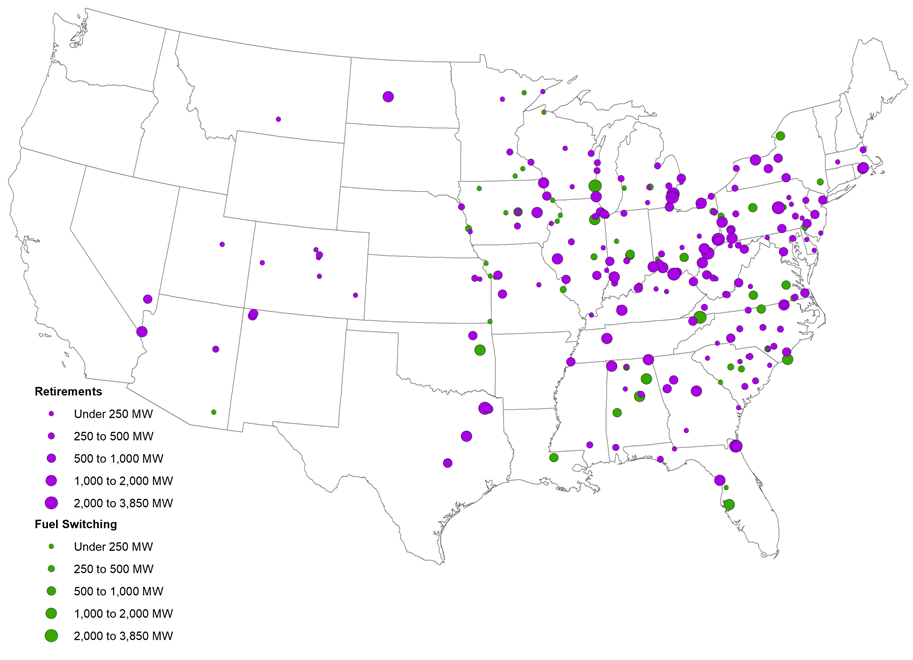 Retirements
Under 250 MW
250 to 500 MW
500 to 1,000 MW
1,000 to 2,000 MW
2,000 to 3,850 MW
Fuel Switching
Under 250 MW
250 to 500 MW
500 to 1,000 MW
1,000 to 2,000 MW
2,000 to 3,850 MW